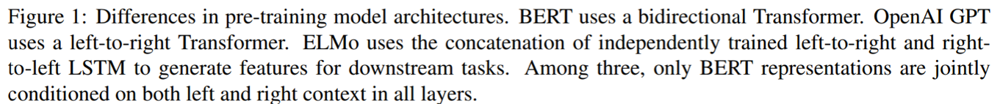 Figure 1: Differences in pre-training model architectures. BERT uses a bidirectional Transformer. OpenAI GPT
uses a left-to-right Transformer. ELMo uses the concatenation of independently trained left-to-right and right-
to-left LSTM to generate features for downstream tasks. Among three, only BERT representations are jointly
conditioned on both left and right context in all layers.